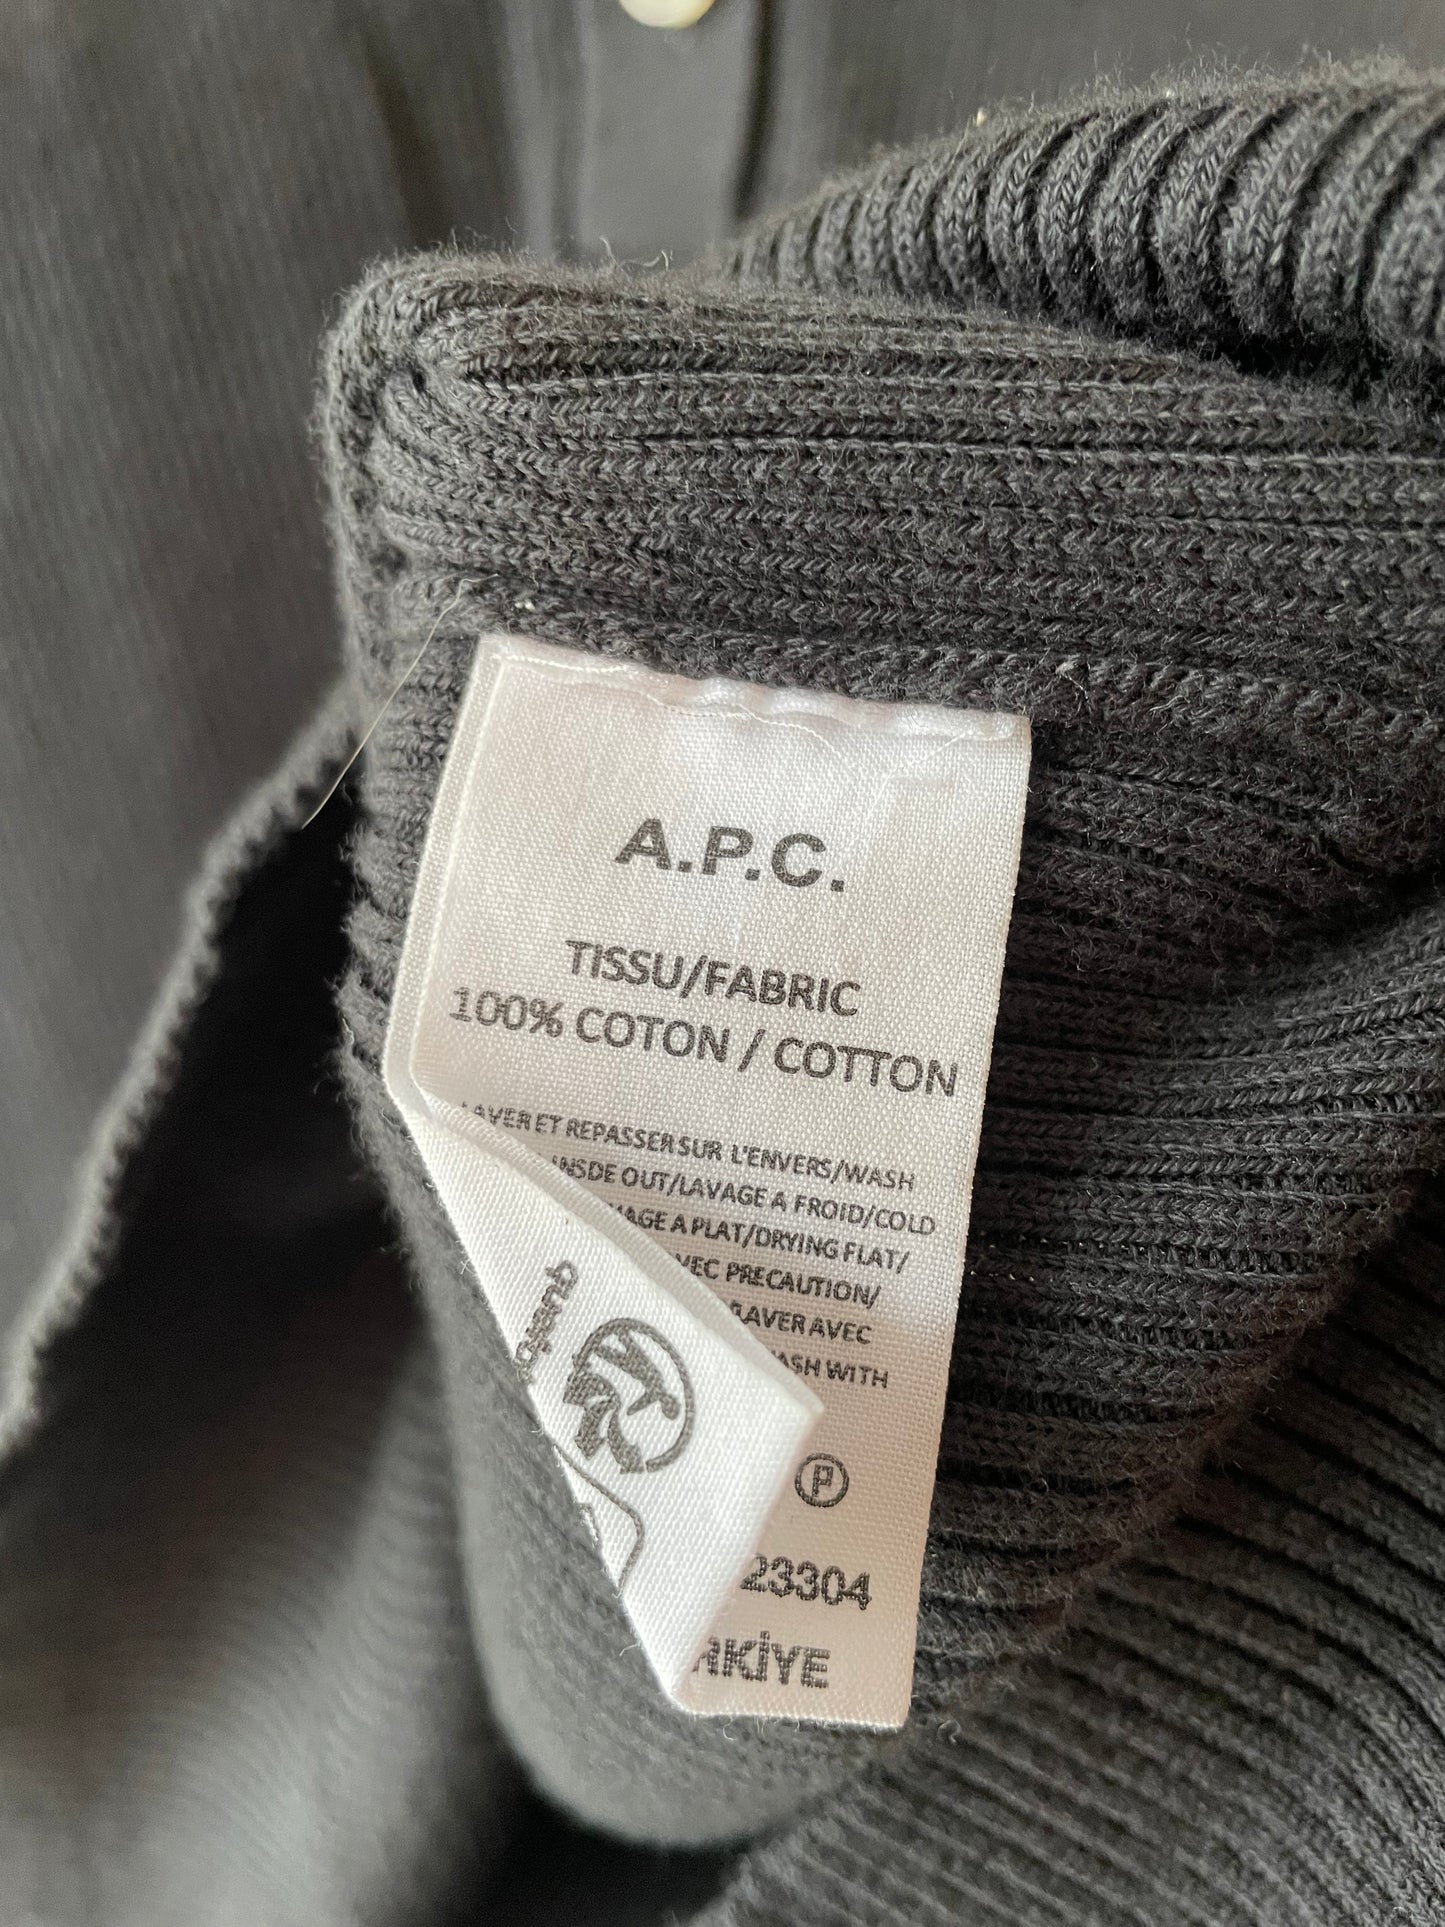 A.P.C.
TISSU/FABRIC
100% COTON / COTTON
LAVER ET REPASSER SUR L'ENVERS/WASH
INSDE OUT/LAVAGE A FROID/COLD
A PLAT/DRYING FLAT/
AVEC PRECAUTION/
LAVER AVEC
WASH WITH
P
23304